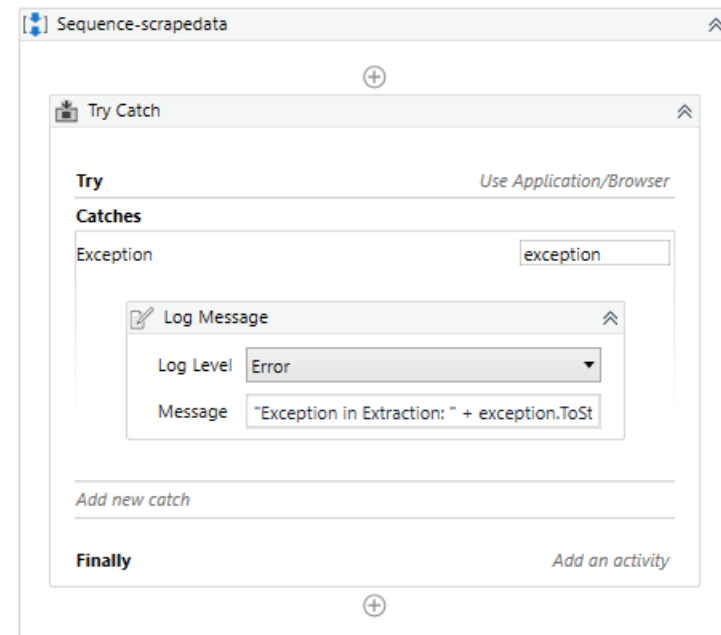 Sequence-scrapedata
Try Catch
Try Use Application/Browser
Catches
Exception exception
Log Message
Log Level Error
Message "Exception in Extraction: " + exception.ToSt
Add new catch
Finally Add an activity